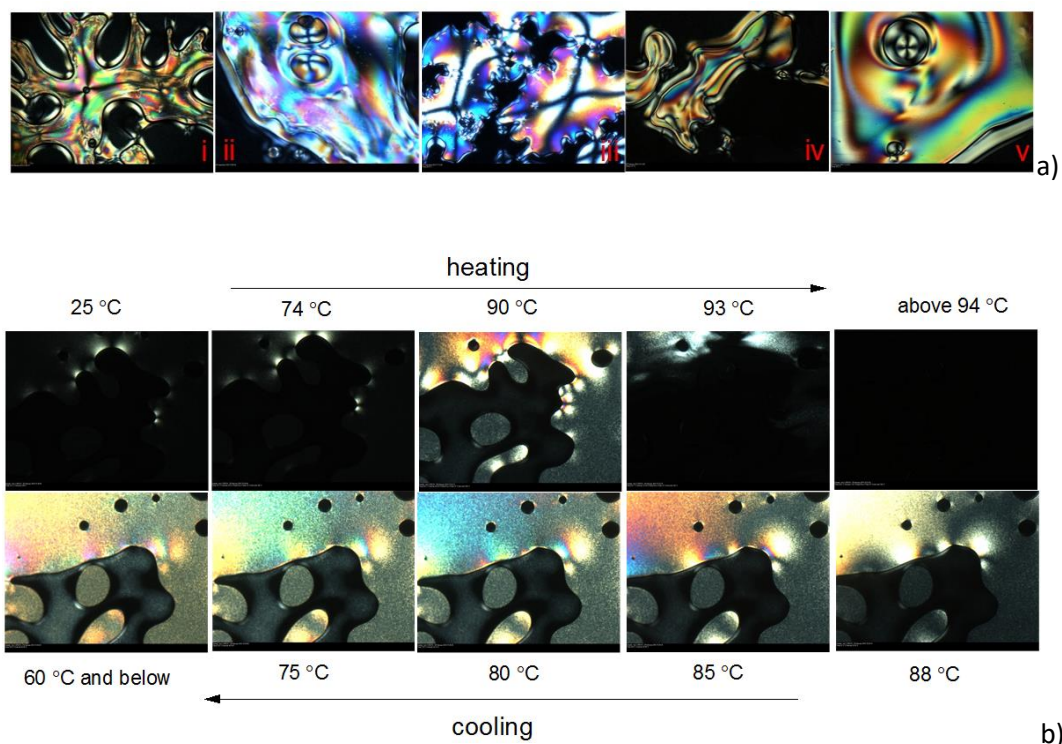 i ii iii iv v
a)
heating
25 °C 74 °C 90 °C 93 °C above 94 °C
60 °C and below 75 °C 80 °C 85 °C 88 °C
cooling
b)